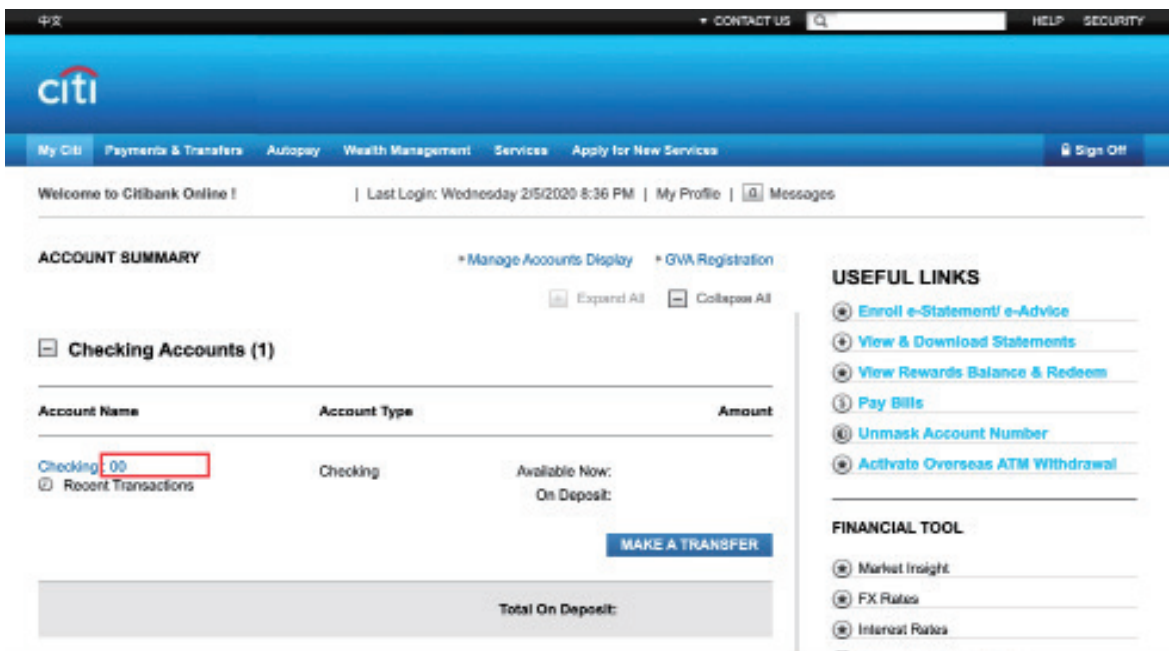 中文 CONTACT US HELP SECURITY
citi
My Citi Payments & Transfers Autopay Wealth Management Services Apply for New Services Sign Off
Welcome to Citibank Online ! | Last Login: Wednesday 2/5/2020 8:36 PM | My Profile | 0 Messages
ACCOUNT SUMMARY Manage Accounts Display GVA Registration
Expand All Collapse All
Checking Accounts (1)
Account Name Account Type Amount
Checking : 00 Checking Available Now:
Recent Transactions On Deposit:
MAKE A TRANSFER
Total On Deposit:
USEFUL LINKS
Enroll e-Statement/ e-Advice
View & Download Statements
View Rewards Balance & Redeem
Pay Bills
Unmask Account Number
Activate Overseas ATM Withdrawal
FINANCIAL TOOL
Market Insight
FX Rates
Interest Rates